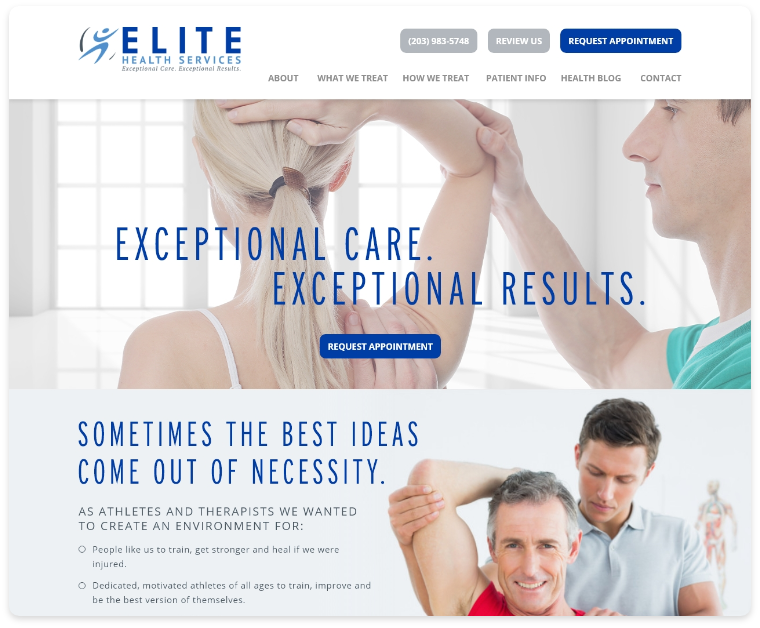 ELITE
HEALTH SERVICES
Exceptional Care. Exceptional Results.
(203) 983-5748
REVIEW US
REQUEST APPOINTMENT
ABOUT
WHAT WE TREAT
HOW WE TREAT
PATIENT INFO
HEALTH BLOG
CONTACT
EXCEPTIONAL CARE.
EXCEPTIONAL RESULTS.
REQUEST APPOINTMENT
SOMETIMES THE BEST IDEAS
COME OUT OF NECESSITY.
AS ATHLETES AND THERAPISTS WE WANTED
TO CREATE AN ENVIRONMENT FOR:
People like us to train, get stronger and heal if we were
injured.
Dedicated, motivated athletes of all ages to train, improve and
be the best version of themselves.